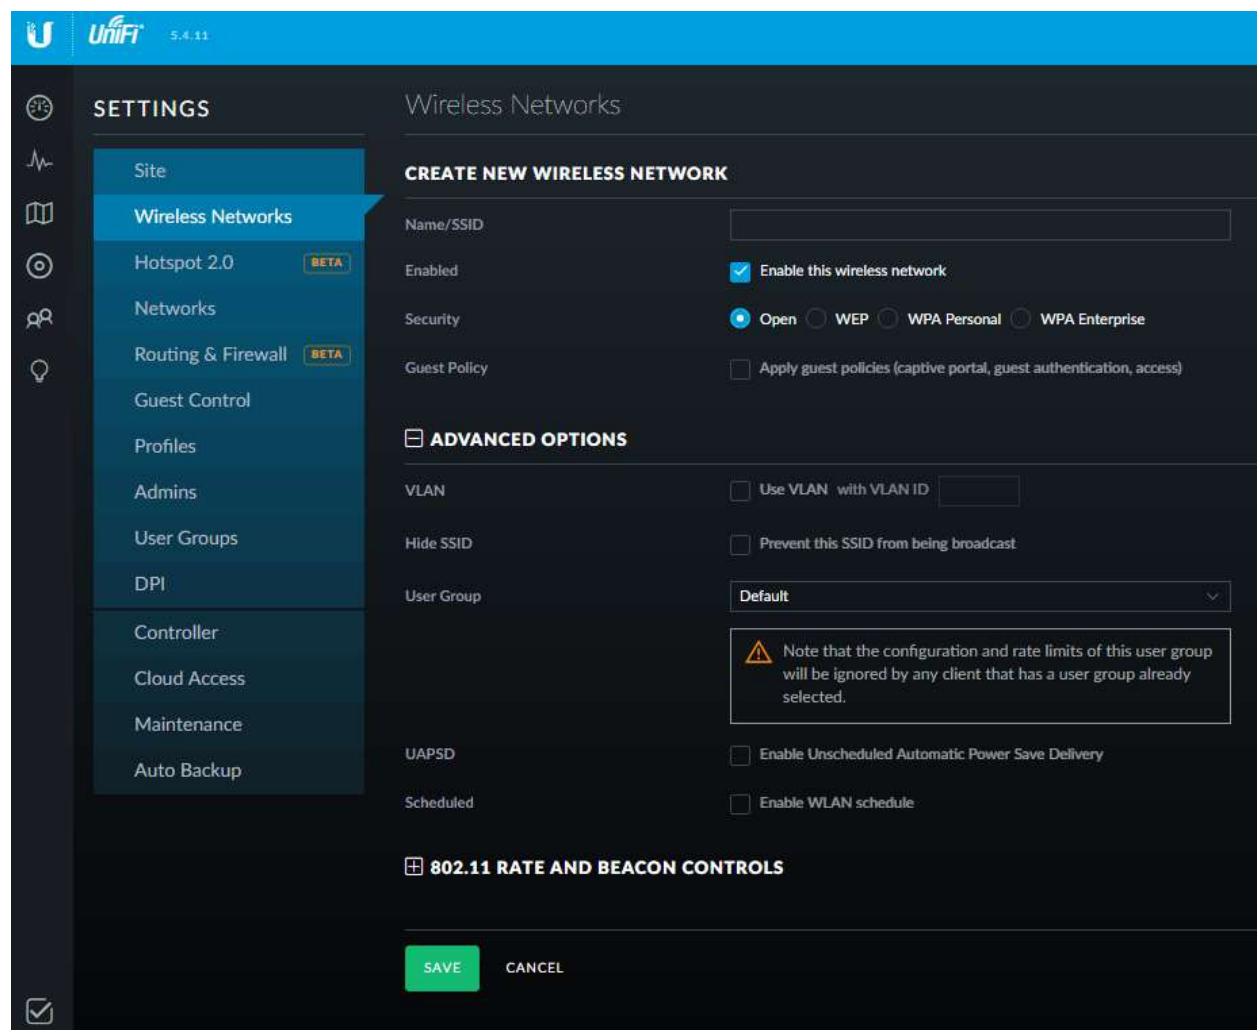 UniFi 5.4.11
SETTINGS
Site
Wireless Networks
Hotspot 2.0 BETA
Networks
Routing & Firewall BETA
Guest Control
Profiles
Admins
User Groups
DPI
Controller
Cloud Access
Maintenance
Auto Backup
Wireless Networks
CREATE NEW WIRELESS NETWORK
Name/SSID
Enabled Enable this wireless network
Security Open WEP WPA Personal WPA Enterprise
Guest Policy Apply guest policies (captive portal, guest authentication, access)
ADVANCED OPTIONS
VLAN Use VLAN with VLAN ID
Hide SSID Prevent this SSID from being broadcast
User Group Default
Note that the configuration and rate limits of this user group
will be ignored by any client that has a user group already
selected.
UAPSD Enable Unscheduled Automatic Power Save Delivery
Scheduled Enable WLAN schedule
802.11 RATE AND BEACON CONTROLS
SAVE CANCEL